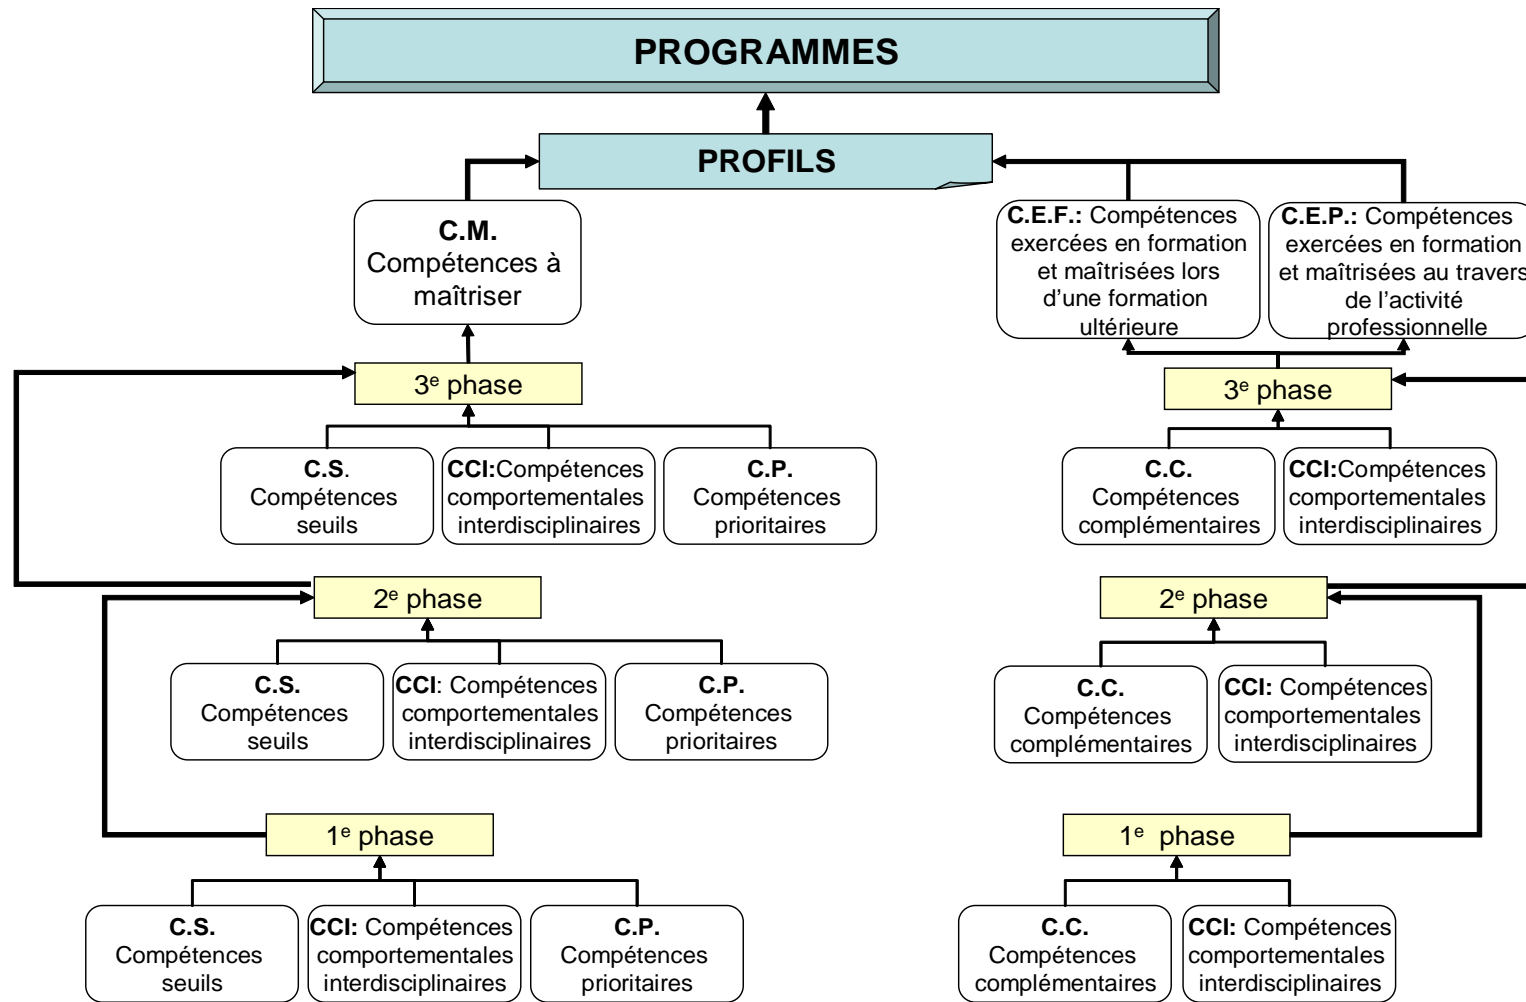 PROGRAMMES
PROFILS
C.M.
Compétences à
maîtriser
C.E.F.: Compétences
exercées en formation
et maîtrisées lors
d’une formation
ultérieure
C.E.P.: Compétences
exercées en formation
et maîtrisées au travers
de l’activité
professionnelle
3e phase
3e phase
C.S.
Compétences
seuils
CCI:Compétences
comportementales
interdisciplinaires
C.P.
Compétences
prioritaires
C.C.
Compétences
complémentaires
CCI:Compétences
comportementales
interdisciplinaires
2e phase
2e phase
C.S.
Compétences
seuils
CCI: Compétences
comportementales
interdisciplinaires
C.P.
Compétences
prioritaires
C.C.
Compétences
complémentaires
CCI: Compétences
comportementales
interdisciplinaires
1e phase
1e phase
C.S.
Compétences
seuils
CCI: Compétences
comportementales
interdisciplinaires
C.P.
Compétences
prioritaires
C.C.
Compétences
complémentaires
CCI: Compétences
comportementales
interdisciplinaires